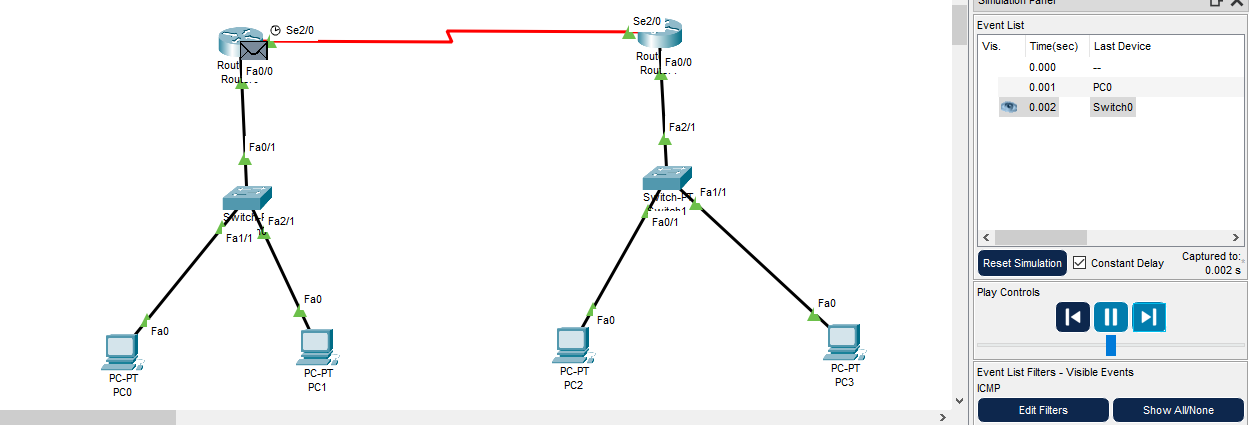 Simulation Panel
Event List
Vis. Time(sec) Last Device
0.000 --
0.001 PC0
0.002 Switch0
Reset Simulation Constant Delay Captured to:
0.002 s
Play Controls
Event List Filters - Visible Events
ICMP
Edit Filters Show All/None
Se2/0
Fa0/0
Fa0/1
Fa2/1
Fa1/1
Fa0
Fa0
PC-PT
PC0
PC-PT
PC1
Se2/0
Fa0/0
Fa2/1
Switch-PT
Switch1
Fa1/1
Fa0/1
Fa0
Fa0
PC-PT
PC2
PC-PT
PC3